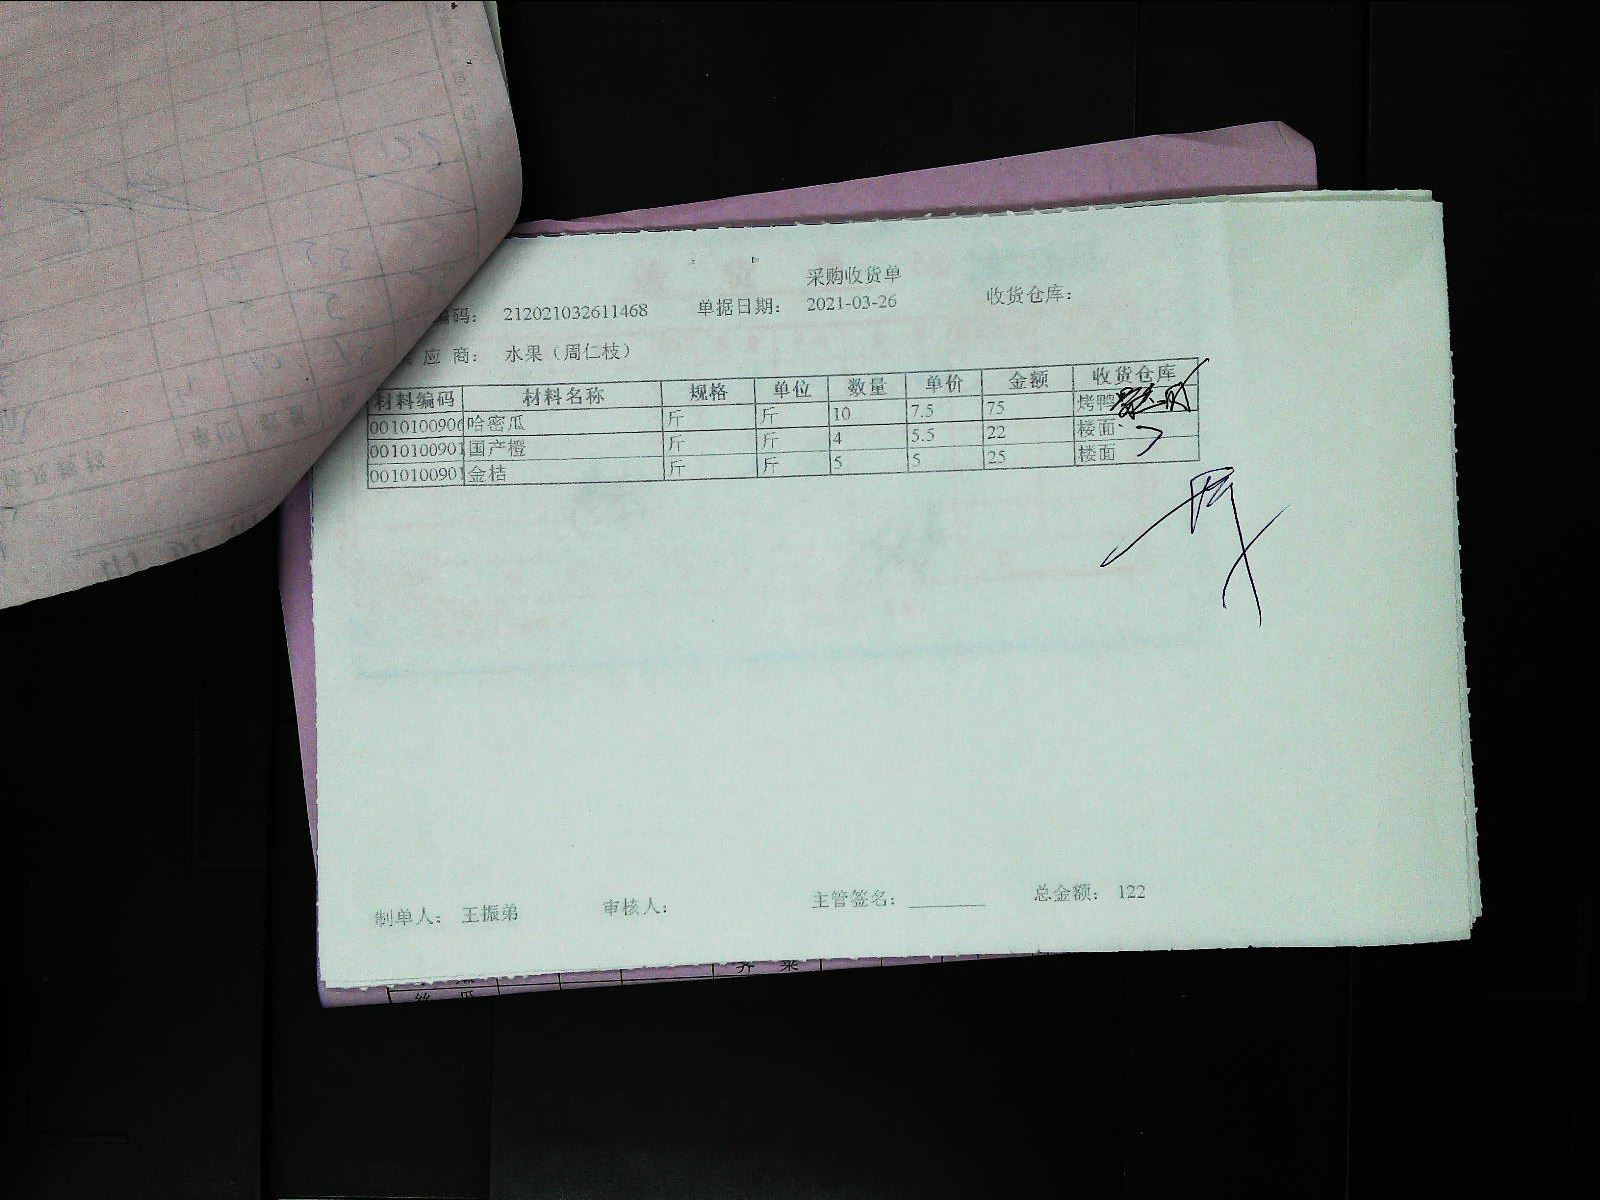 采购收货单
编码: 212021032611468 单据日期: 2021-03-26 收货仓库:
应 商: 水果（周仁枝）
材料编码 材料名称 规格 单位 数量 单价 金额 收货仓库
0010100906 哈密瓜 斤 斤 10 7.5 75 烤鸭
0010100901 国产橙 斤 斤 4 5.5 22 楼面
0010100901 金桔 斤 斤 5 5 25 楼面
制单人: 王振弟 审核人: 主管签名: ________ 总金额: 122